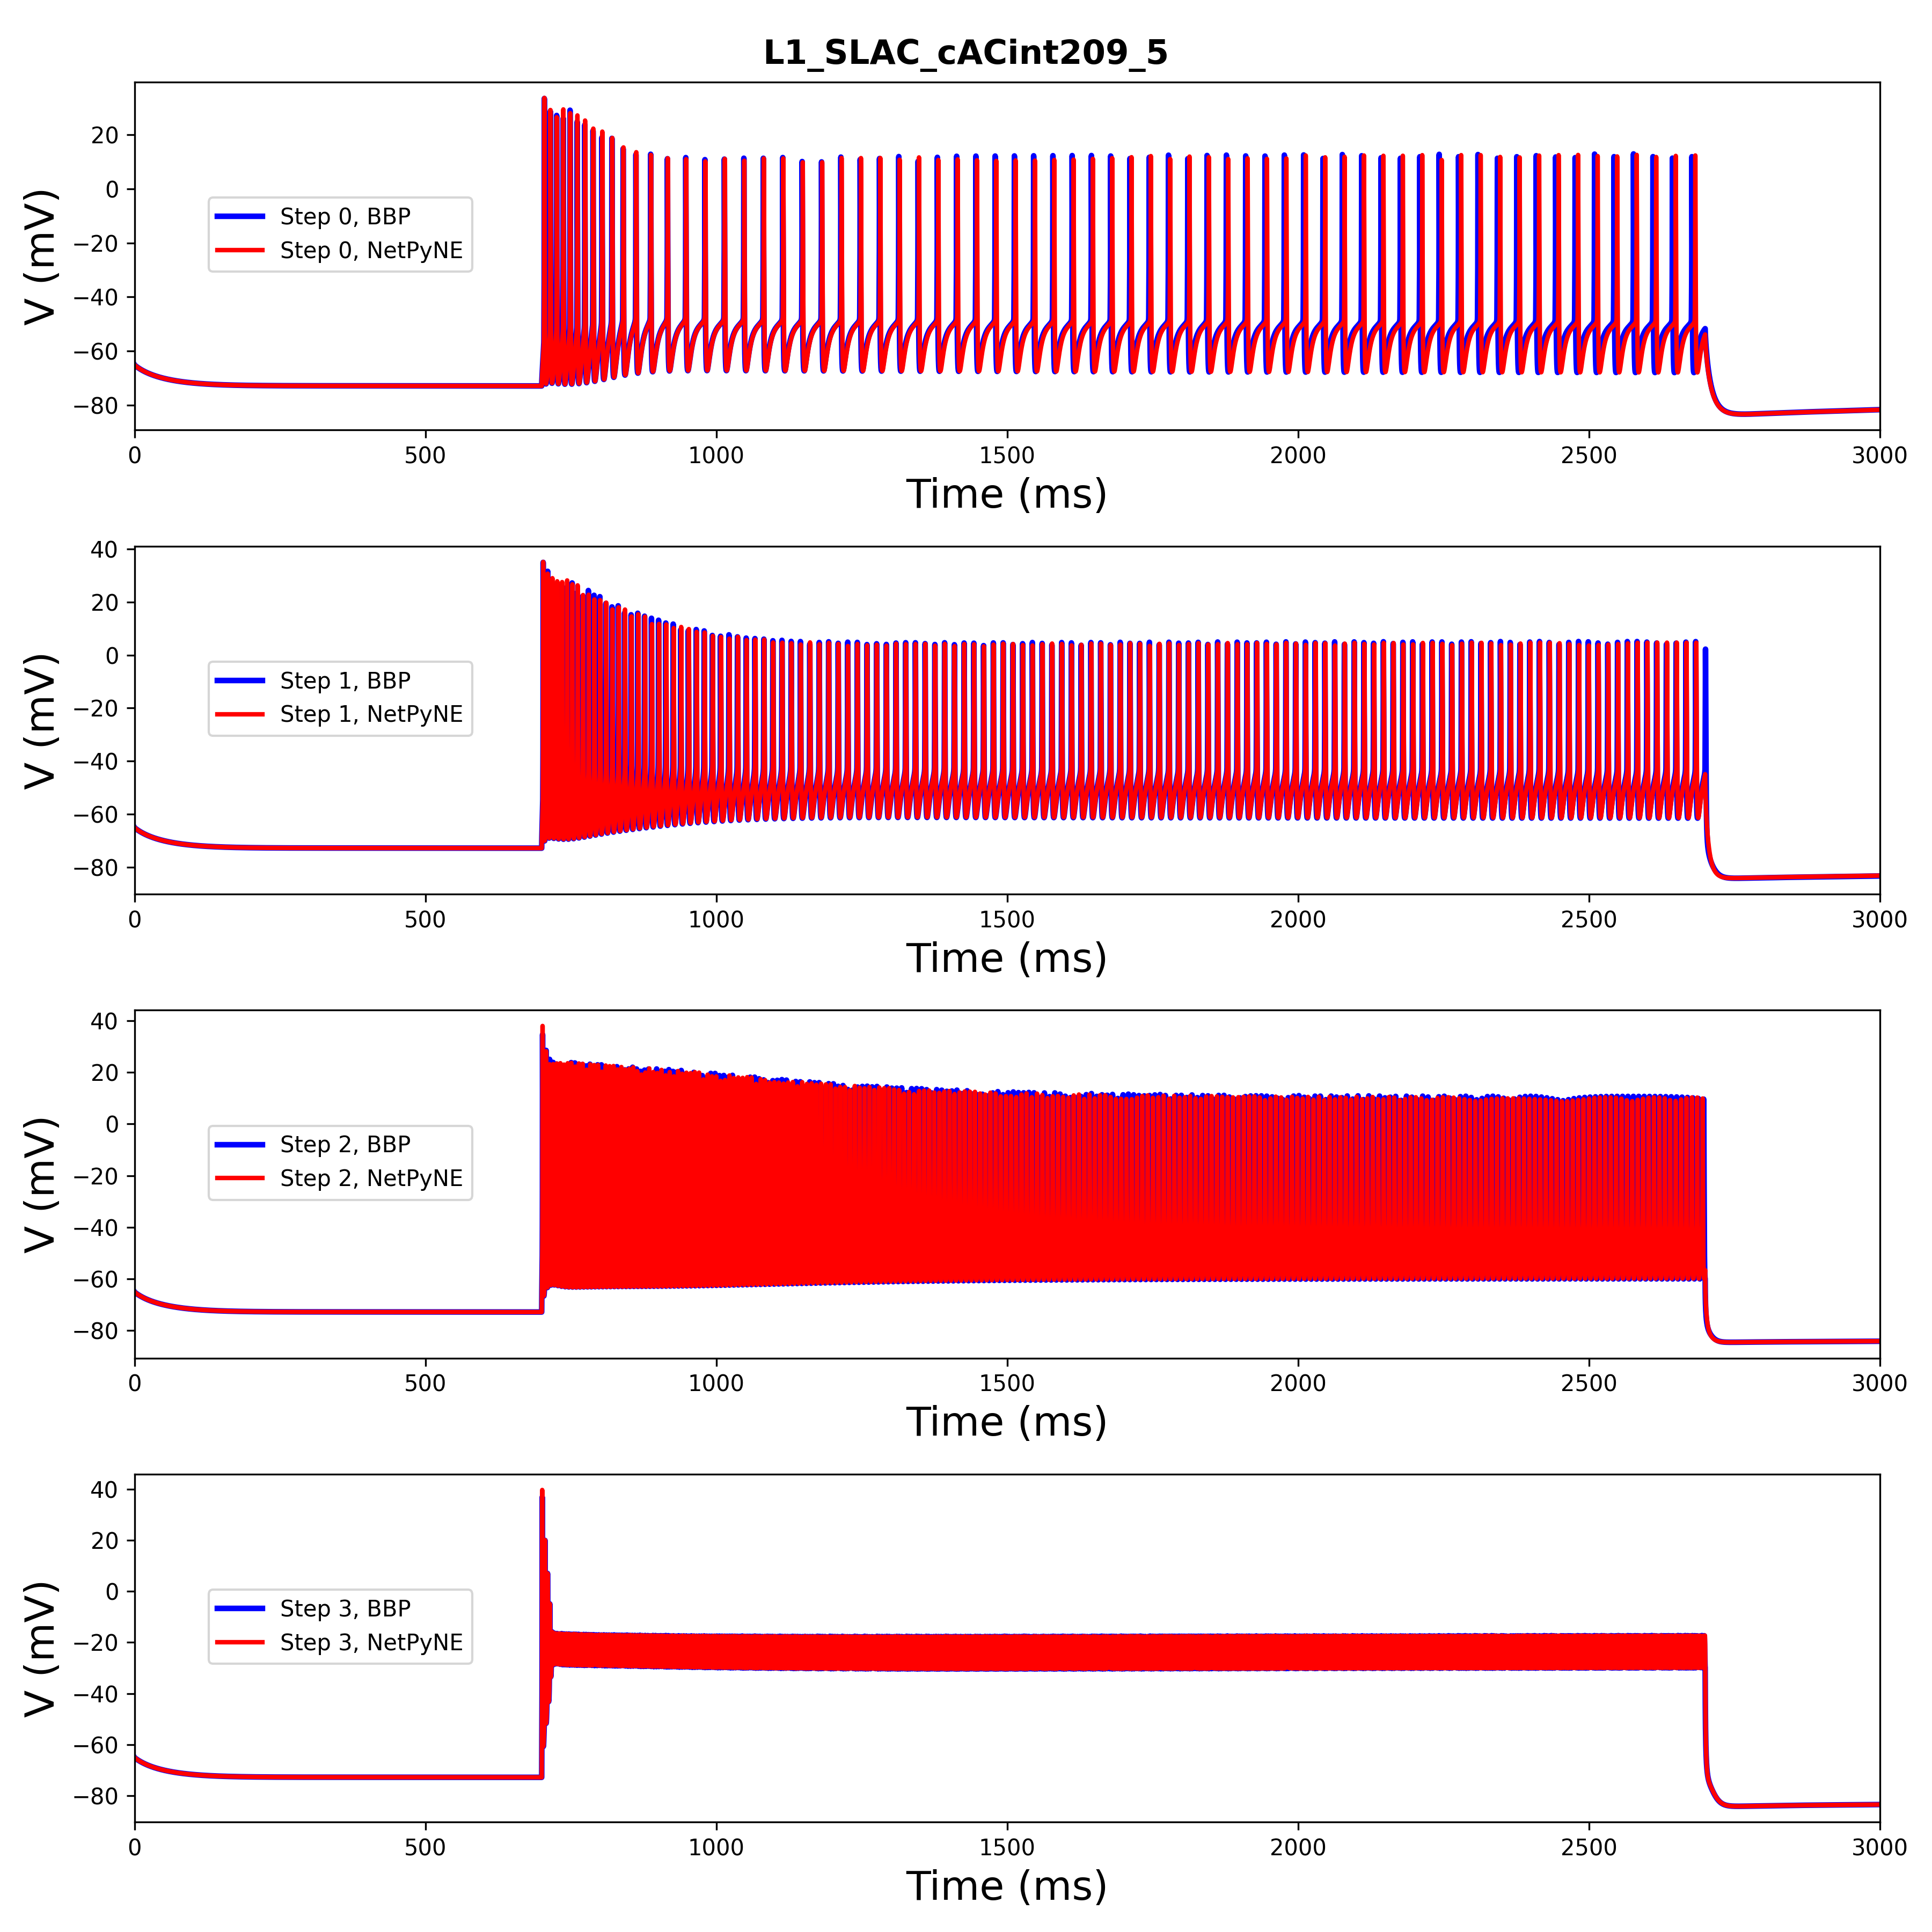 L1_SLAC_cACint209_5
V (mV)
20
0
−20
−40
−60
−80
Step 0, BBP
Step 0, NetPyNE
0 500 1000 1500 2000 2500 3000
Time (ms)
V (mV)
40
20
0
−20
−40
−60
−80
Step 1, BBP
Step 1, NetPyNE
0 500 1000 1500 2000 2500 3000
Time (ms)
V (mV)
40
20
0
−20
−40
−60
−80
Step 2, BBP
Step 2, NetPyNE
0 500 1000 1500 2000 2500 3000
Time (ms)
V (mV)
40
20
0
−20
−40
−60
−80
Step 3, BBP
Step 3, NetPyNE
0 500 1000 1500 2000 2500 3000
Time (ms)